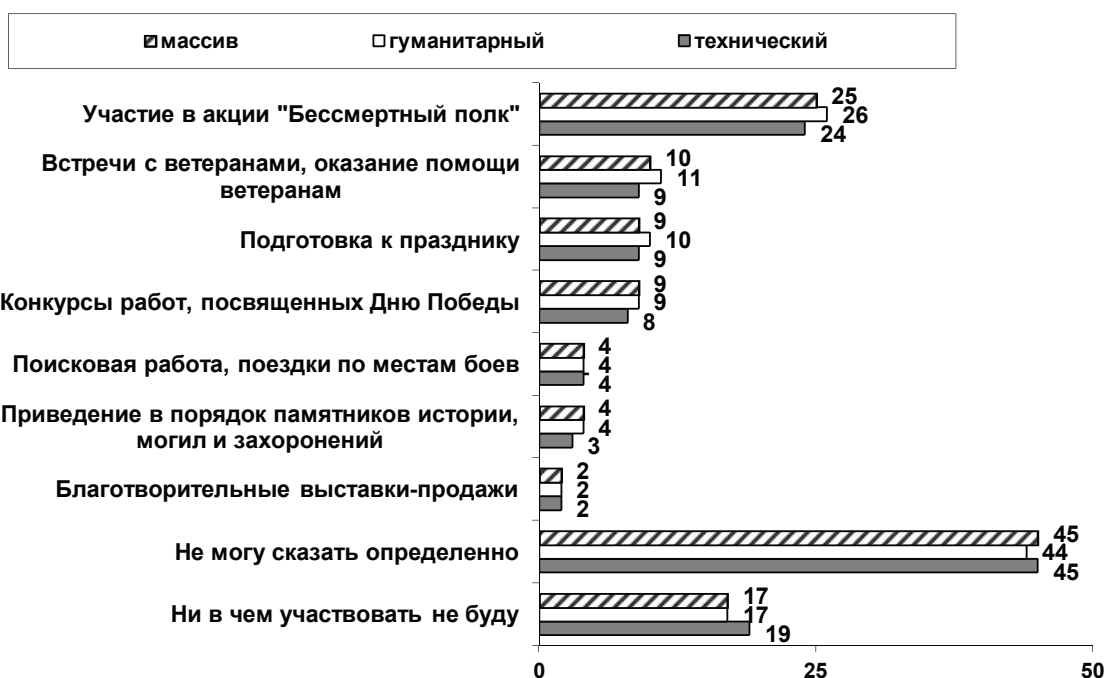 массив гуманитарный технический
Участие в акции "Бессмертный полк"
25
26
24
Встречи с ветеранами, оказание помощи
ветеранам
10
11
9
Подготовка к празднику
9
10
9
Конкурсы работ, посвященных Дню Победы
9
9
8
Поисковая работа, поездки по местам боев
4
4
4
Приведение в порядок памятников истории,
могил и захоронений
4
4
3
Благотворительные выставки-продажи
2
2
2
Не могу сказать определенно
45
44
45
Ни в чем участвовать не буду
17
17
19
0 25 50